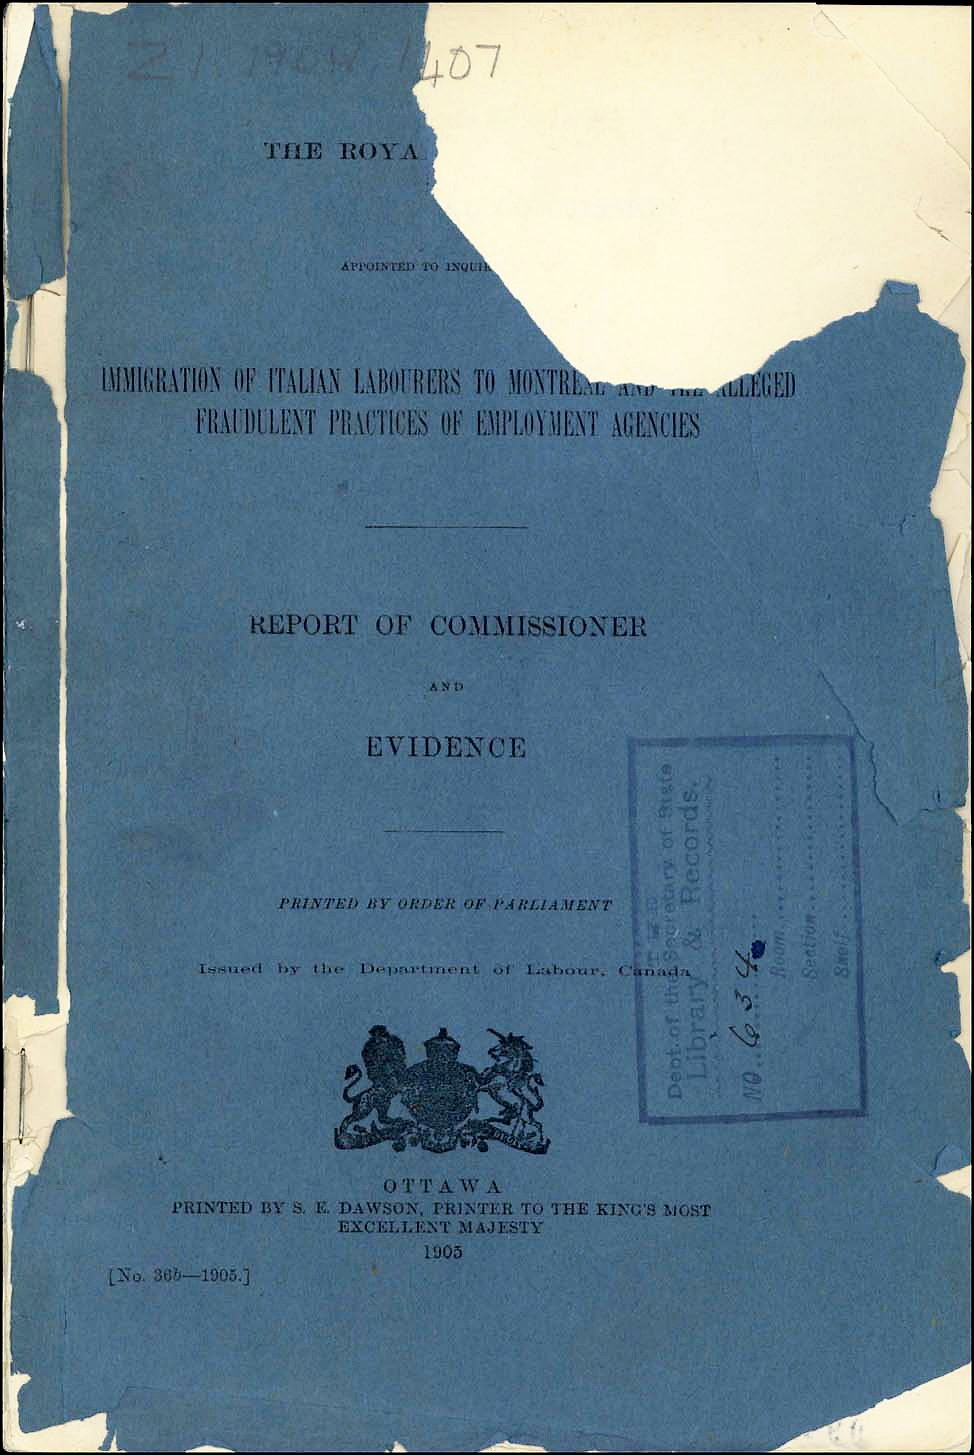 Z1 1904 1407
THE ROYA
APPOINTED TO INQUIR
IMMIGRATION OF ITALIAN LABOURERS TO MONTREAL AND THE ALLEGED
FRAUDULENT PRACTICES OF EMPLOYMENT AGENCIES
REPORT OF COMMISSIONER
AND
EVIDENCE
PRINTED BY ORDER OF PARLIAMENT
Issued by the Department of Labour, Canada
Dept. of the Secretary of State
Library & Records.
NO. 634
Room
Section
Shelf
OTTAWA
PRINTED BY S. E. DAWSON, PRINTER TO THE KING'S MOST
EXCELLENT MAJESTY
1905
[No. 36b—1905.]